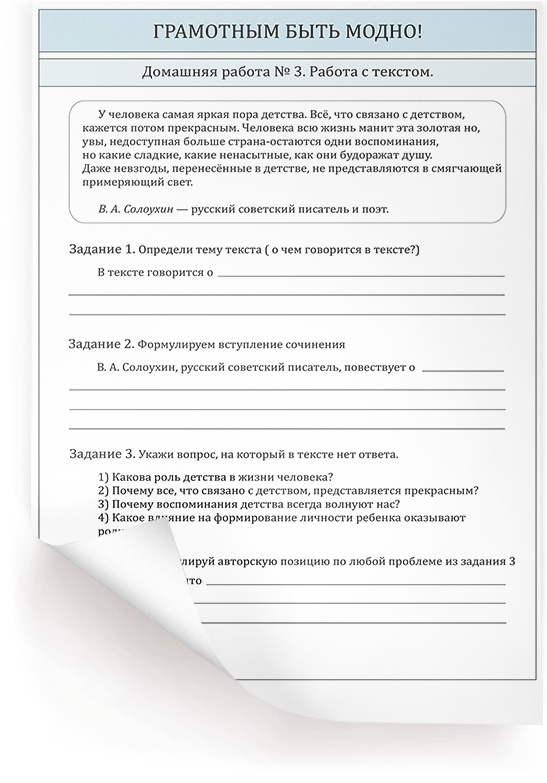 ГРАМОТНЫМ БЫТЬ МОДНО!
Домашняя работа № 3. Работа с текстом.
У человека самая яркая пора детства. Всё, что связано с детством,
кажется потом прекрасным. Человека всю жизнь манит эта золотая но,
увы, недоступная больше страна-остаются одни воспоминания,
но какие сладкие, какие ненасытные, как они будоражат душу.
Даже невзгоды, перенесённые в детстве, не представляются в смягчающей
примеряющий свет.
В. А. Солоухин — русский советский писатель и поэт.
Задание 1. Определи тему текста ( о чем говорится в тексте?)
В тексте говорится о
Задание 2. Формулируем вступление сочинения
В. А. Солоухин, русский советский писатель, повествует о
Задание 3. Укажи вопрос, на который в тексте нет ответа.
1) Какова роль детства в жизни человека?
2) Почему все, что связано с детством, представляется прекрасным?
3) Почему воспоминания детства всегда волнуют нас?
4) Какое влияние на формирование личности ребенка оказывают
авторскую позицию по любой проблеме из задания 3